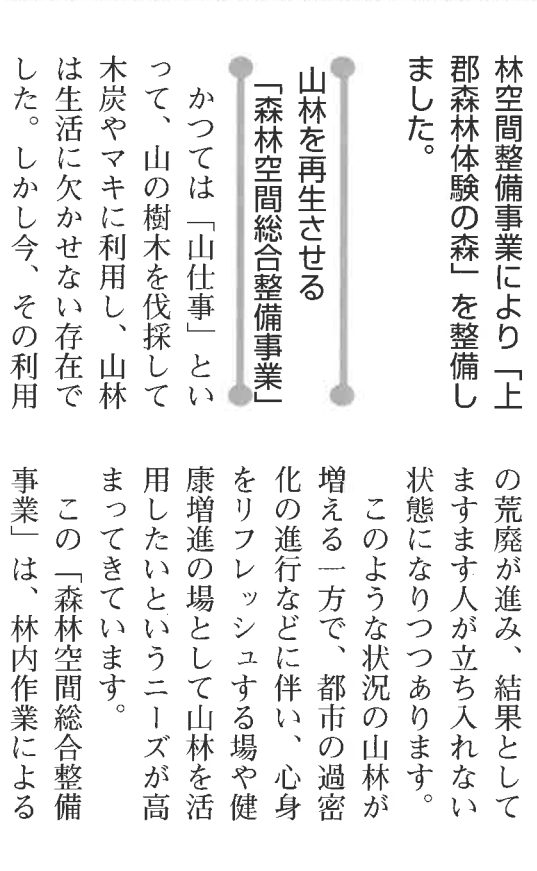 林空間整備事業により「上
郡森林体験の森」を整備し
ました。
山林を再生させる
「森林空間総合整備事業」
かつては「山仕事」とい
って、山の樹木を伐採して
木炭やマキに利用し、山林
は生活に欠かせない存在で
した。しかし今、その利用
の荒廃が進み、結果として
ますます人が立ち入れない
状態になりつつあります。
このような状況の山林が
増える一方で、都市の過密
化の進行などに伴い、心身
をリフレッシュする場や健
康増進の場として山林を活
用したいというニーズが高
まってきています。
この「森林空間総合整備
事業」は、林内作業による